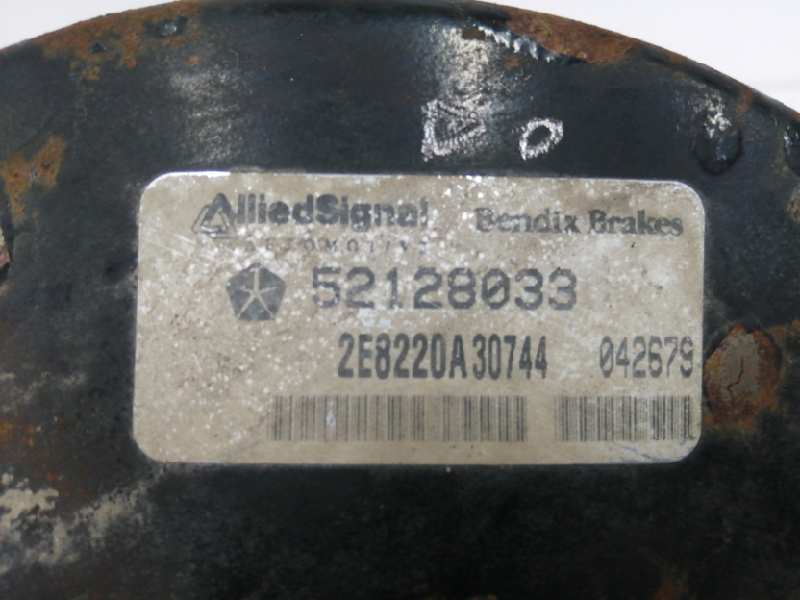 AlliedSignal Bendix Brakes
AUTOMOTIVE
52128033
2E8220A30744 042679